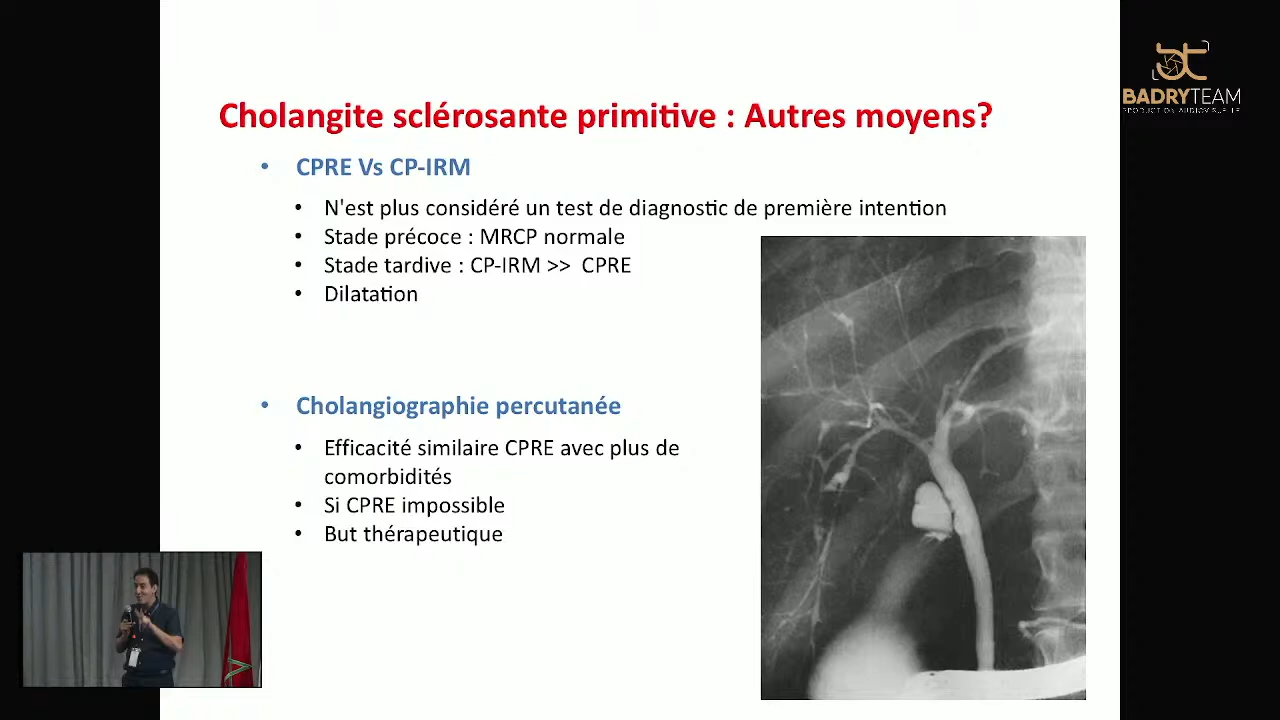 BADRYTEAM
PRODUCTION AUDIOVISUELLE
Cholangite sclérosante primitive : Autres moyens?
• CPRE Vs CP-IRM
• N'est plus considéré un test de diagnostic de première intention
• Stade précoce : MRCP normale
• Stade tardive : CP-IRM >> CPRE
• Dilatation
• Cholangiographie percutanée
• Efficacité similaire CPRE avec plus de
comorbidités
• Si CPRE impossible
• But thérapeutique